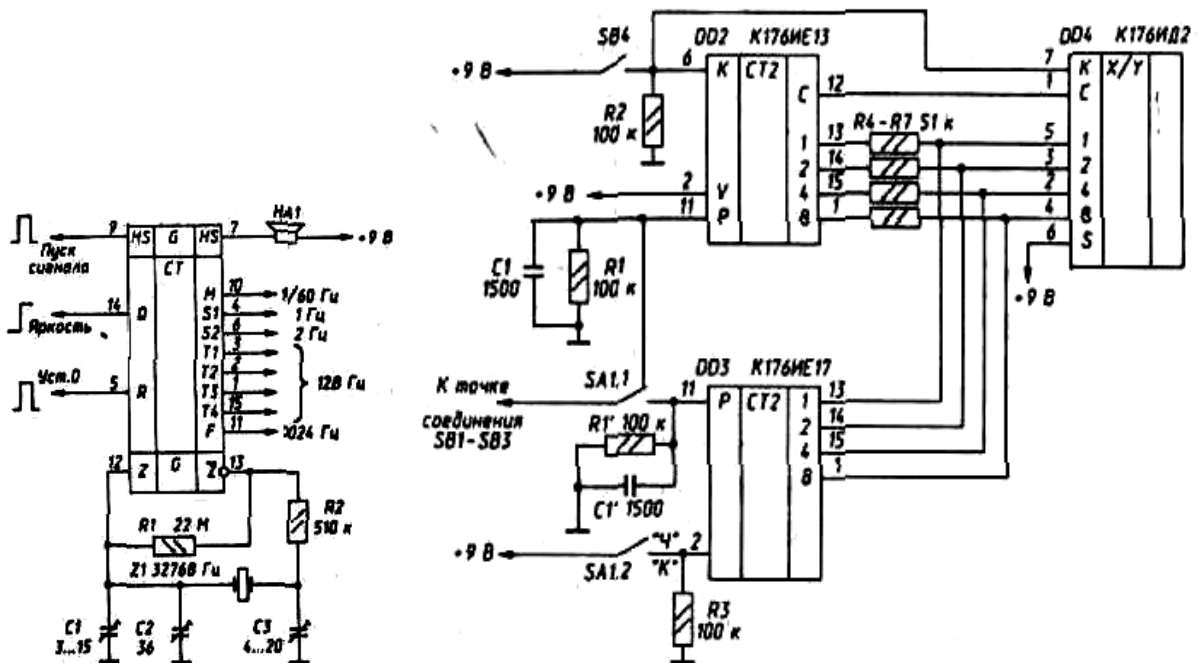 9
HS G HS
7
HA1
+9 В
Пуск
сигнала
CT
14
Яркость
Уст.0
5
R
M 10 1/60 Гц
S1 4 1 Гц
S2 6 2 Гц
T1 3
T2
T3 1
T4 15
128 Гц
F 11
12 Z G Z 13
R1 22 М
R2
510 к
Z1 32768 Гц
C1
3...15
C2
36
C3
4...20
+9 В
SB4
6
DD2 К176ИЕ13
K CT2
R2
100 к
+9 В
2
V
11
P
C 12
1 13
2 14
4 15
8 1
R4 - R7 51 к
DD4 К176ИД2
7 K X/Y
1 C
5 1
3 2
2 4
4 8
6 S
+9 В
C1
1500
R1
100 к
SA1.1
К точке
соединения
SB1-SB3
DD3 К176ИЕ17
11 P CT2
1 13
2 14
4 15
8 1
R1' 100 к
C1' 1500
+9 В
SA1.2
"Ч"
"К"
2
R3
100 к